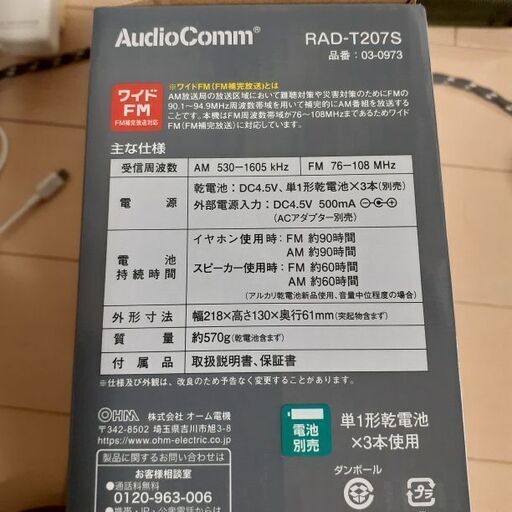 AudioComm®
RAD-T207S
品番：03-0973
ワイド
FM
FM補完放送対応
※ワイドFM（FM補完放送）とは
AM放送局の放送区域において難聴対策や災害対策のためにFMの
90.1～94.9MHz周波数帯域を用いて補完的にAM番組を放送する
ことです。本機はFM周波数帯域が76～108MHzまであるためワイド
FM（FM補完放送）に対応しています。
主な仕様
受信周波数 AM 530－1605 kHz FM 76－108 MHz
電源 乾電池：DC4.5V、単1形乾電池×3本（別売）
外部電源入力：DC4.5V 500mA
（ACアダプター別売）
電池持続時間 イヤホン使用時：FM 約90時間
AM 約90時間
スピーカー使用時：FM 約60時間
AM 約60時間
（アルカリ乾電池新品使用、音量中位程度の場合）
外形寸法 幅218×高さ130×奥行61mm（突起物含まず）
質量 約570g（乾電池含まず）
付属品 取扱説明書、保証書
※仕様及び外観は、改良のため予告なく変更することがあります。
OHM 株式会社 オーム電機
〒342-8502 埼玉県吉川市旭3-8
https://www.ohm-electric.co.jp
製品に関するお問い合わせは
お客様相談室
●通話料無料
0120-963-006
●携帯・IP・公衆電話からは
電池
別売
単1形乾電池
×3本使用
ダンボール
プラ